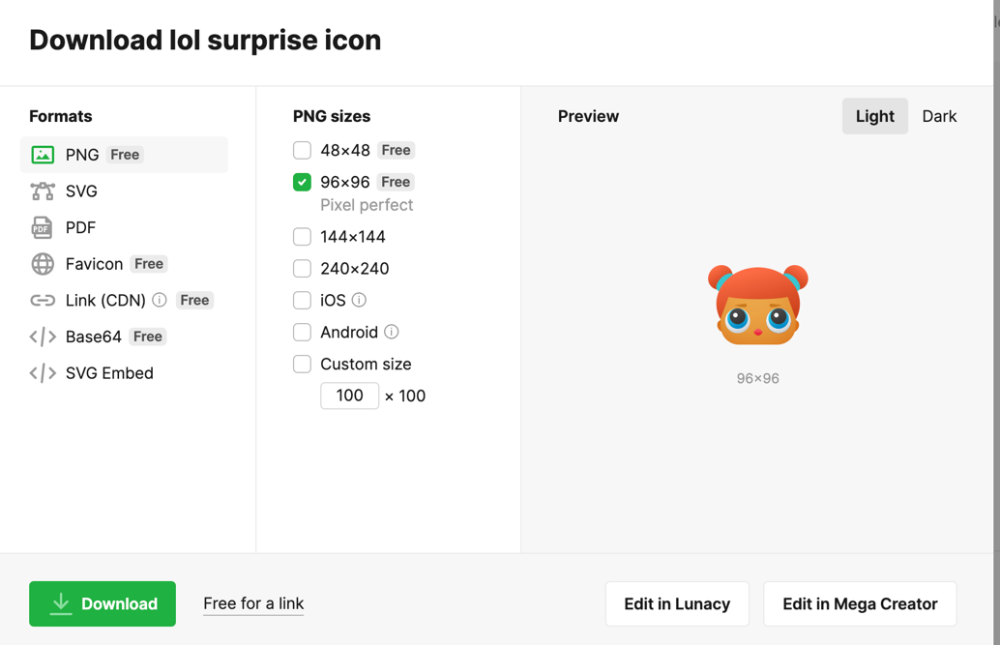 Download lol surprise icon
Formats
PNG Free
SVG
PDF
PDF
Favicon Free
Link (CDN) i Free
Base64 Free
SVG Embed
PNG sizes
48×48 Free
96×96 Free
Pixel perfect
144×144
240×240
iOS i
Android i
Custom size
100 × 100
Preview
Light Dark
96×96
Download
Free for a link
Edit in Lunacy
Edit in Mega Creator